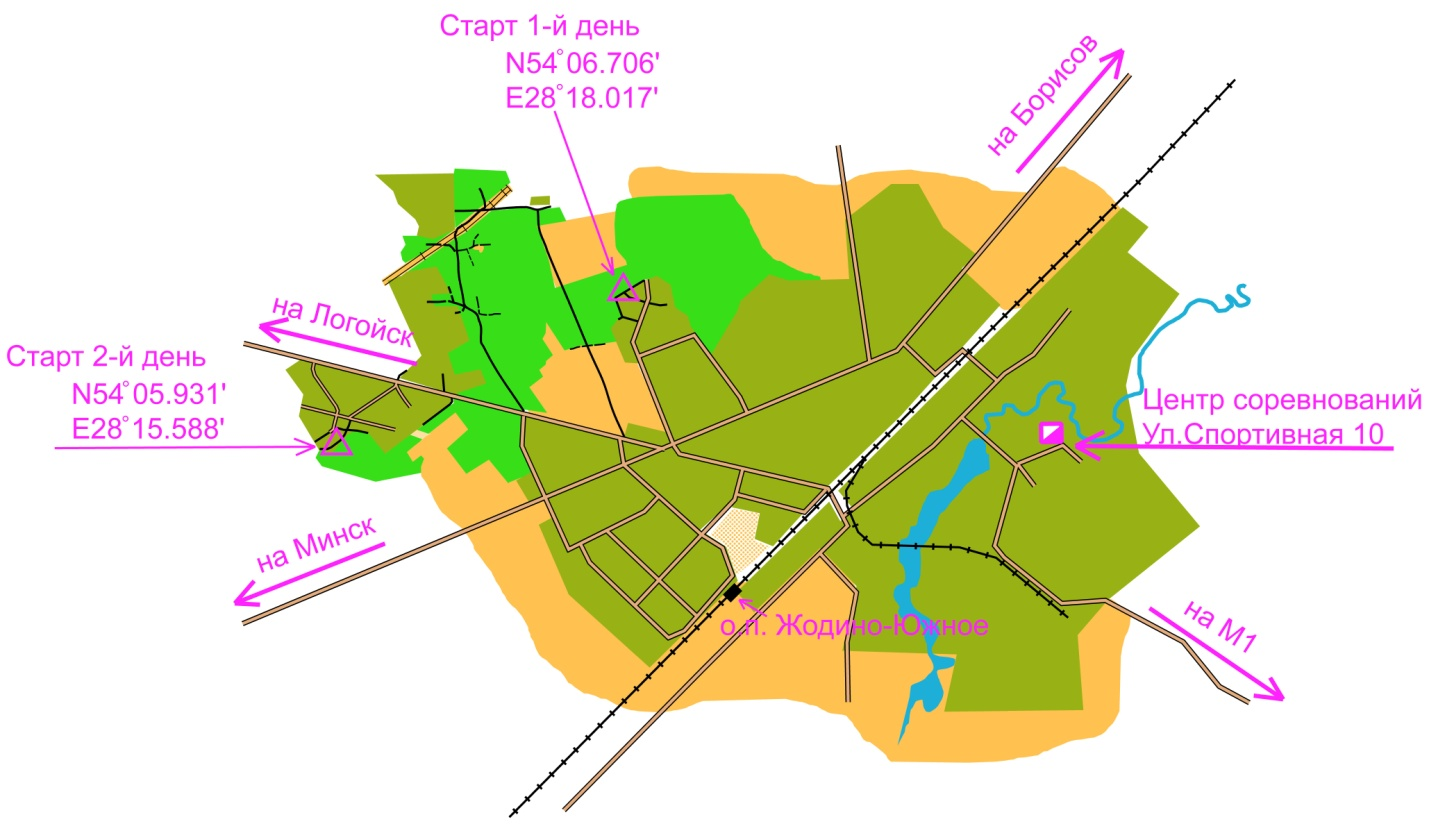 Старт 1-й день
N54°06.706'
E28°18.017'
на Борисов
на Логойск
Старт 2-й день
N54°05.931'
E28°15.588'
Центр соревнований
Ул.Спортивная 10
на Минск
о.п. Жодино-Южное
на М1